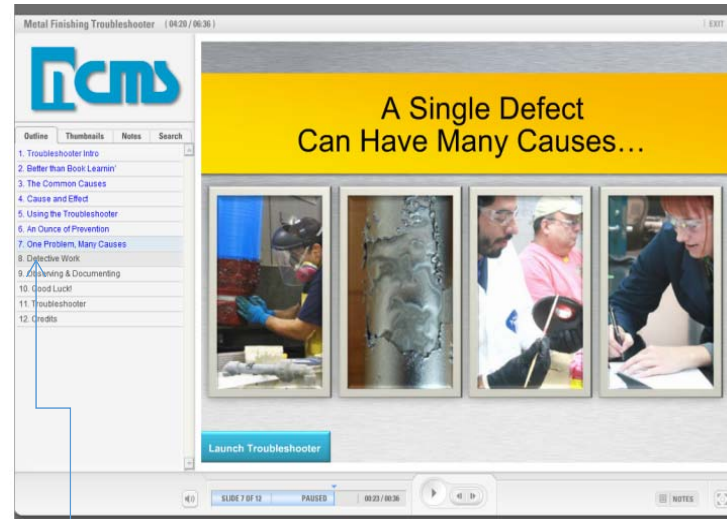 Metal Finishing Troubleshooter ( 04:20 / 06:36 )
EXIT
ncms
Outline Thumbnails Notes Search
1. Troubleshooter Intro
2. Better than Book Learnin'
3. The Common Causes
4. Cause and Effect
5. Using the Troubleshooter
6. An Ounce of Prevention
7. One Problem, Many Causes
8. Detective Work
9. Observing & Documenting
10. Good Luck!
11. Troubleshooter
12. Credits
A Single Defect
Can Have Many Causes…
Launch Troubleshooter
SLIDE 7 OF 12 PAUSED 00:23 / 00:36
NOTES